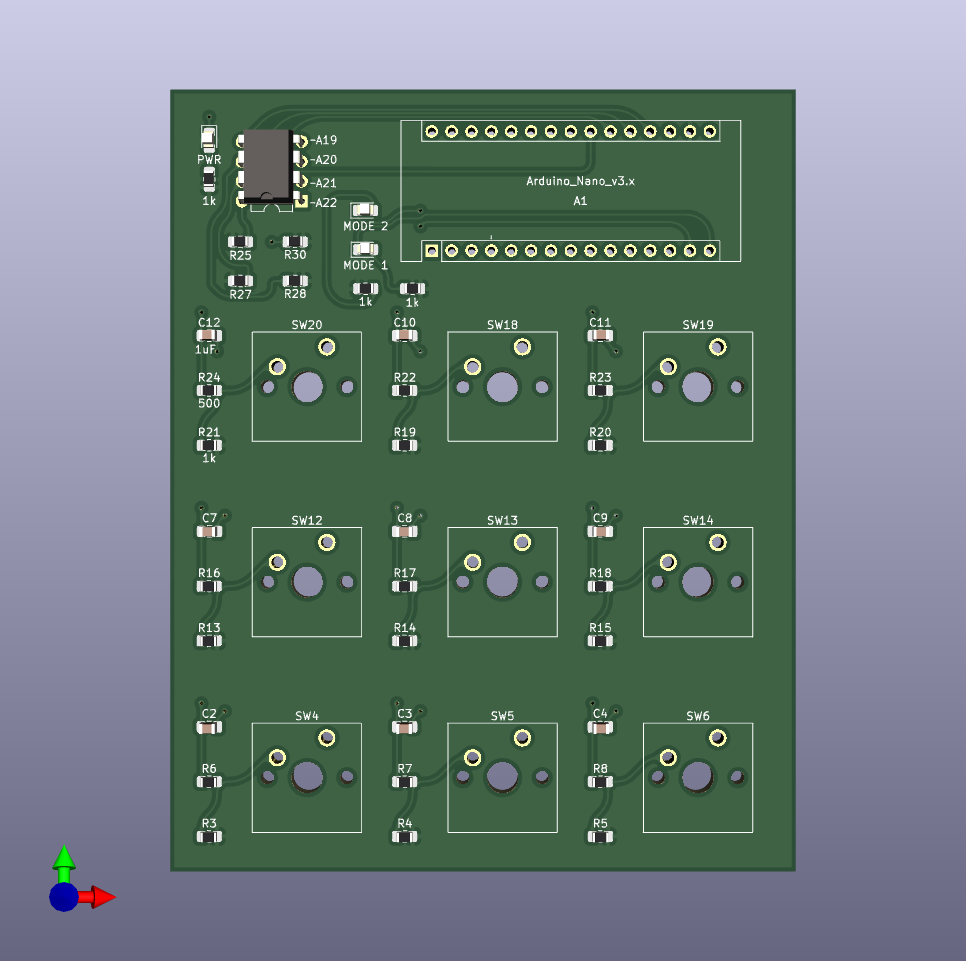 -A19
PWR
-A20
-A21
1k
-A22
Arduino_Nano_v3.x
A1
MODE 2
R25
R30
MODE 1
R27
R28
1k
1k
C12
SW20
C10
SW18
C11
SW19
1uF
R24
R22
R23
500
R21
R19
R20
1k
C7
SW12
C8
SW13
C9
SW14
R16
R17
R18
R13
R14
R15
C2
SW4
C3
SW5
C4
SW6
R6
R7
R8
R3
R4
R5